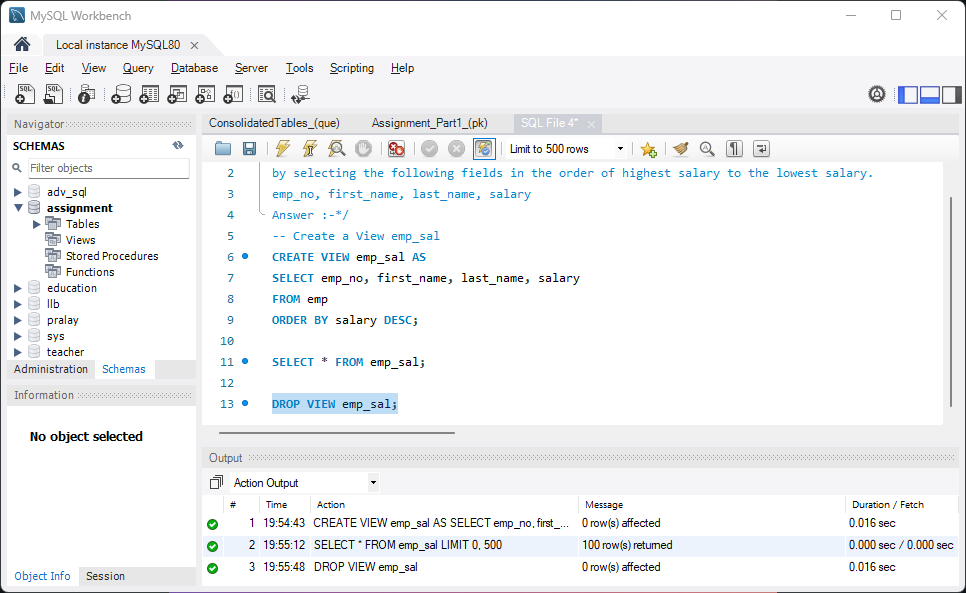 MySQL Workbench
Local instance MySQL80
File Edit View Query Database Server Tools Scripting Help
Navigator
SCHEMAS
Filter objects
adv_sql
assignment
Tables
Views
Stored Procedures
Functions
education
llb
pralay
sys
teacher
Administration Schemas
Information
No object selected
Object Info Session
ConsolidatedTables_(que) Assignment_Part1_(pk) SQL File 4*
Limit to 500 rows
2 by selecting the following fields in the order of highest salary to the lowest salary.
3 emp_no, first_name, last_name, salary
4 Answer :-*/
5 -- Create a View emp_sal
6 CREATE VIEW emp_sal AS
7 SELECT emp_no, first_name, last_name, salary
8 FROM emp
9 ORDER BY salary DESC;
10
11 SELECT * FROM emp_sal;
12
13 DROP VIEW emp_sal;
Output
Action Output
# Time Action Message Duration / Fetch
1 19:54:43 CREATE VIEW emp_sal AS SELECT emp_no, first_... 0 row(s) affected 0.016 sec
2 19:55:12 SELECT * FROM emp_sal LIMIT 0, 500 100 row(s) returned 0.000 sec / 0.000 sec
3 19:55:48 DROP VIEW emp_sal 0 row(s) affected 0.016 sec